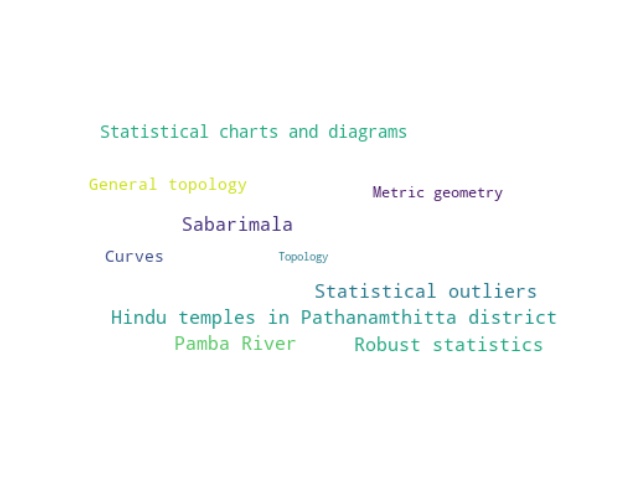 Statistical charts and diagrams
General topology
Metric geometry
Sabarimala
Curves
Topology
Statistical outliers
Hindu temples in Pathanamthitta district
Pamba River
Robust statistics